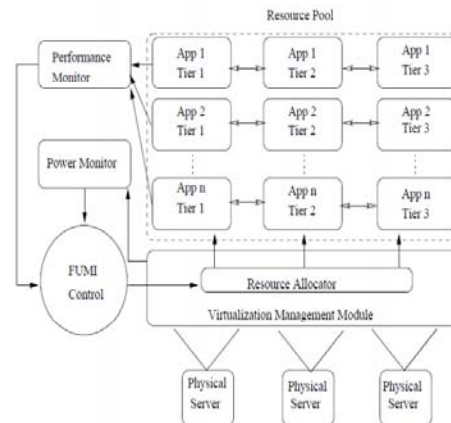 Resource Pool
Performance
Monitor
App 1
Tier 1
App 1
Tier 2
App 1
Tier 3
App 2
Tier 1
App 2
Tier 2
App 2
Tier 3
Power Monitor
App n
Tier 1
App n
Tier 2
App n
Tier 3
FUMI
Control
Resource Allocator
Virtualization Management Module
Physical
Server
Physical
Server
Physical
Server